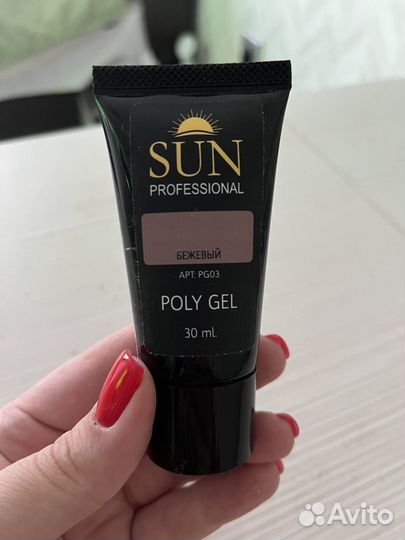 SUN
PROFESSIONAL
БЕЖЕВЫЙ
АРТ: PG03
POLY GEL
30 ml.
Avito